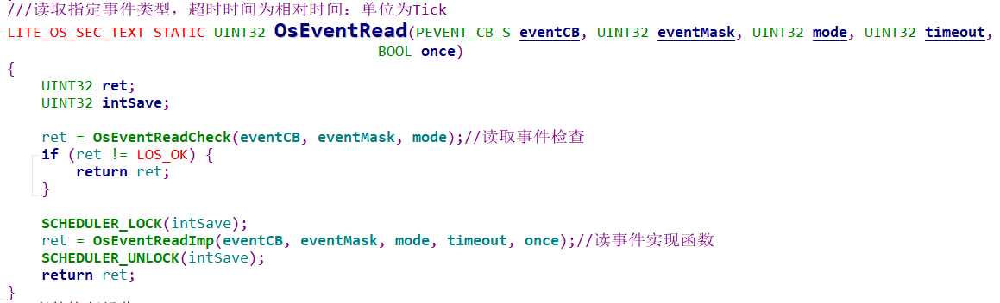 ///读取指定事件类型，超时时间为相对时间：单位为Tick
LITE_OS_SEC_TEXT STATIC UINT32 OsEventRead(PEVENT_CB_S eventCB, UINT32 eventMask, UINT32 mode, UINT32 timeout,
BOOL once)
{
UINT32 ret;
UINT32 intSave;
ret = OsEventReadCheck(eventCB, eventMask, mode);//读取事件检查
if (ret != LOS_OK) {
return ret;
}
SCHEDULER_LOCK(intSave);
ret = OsEventReadImp(eventCB, eventMask, mode, timeout, once);//读事件实现函数
SCHEDULER_UNLOCK(intSave);
return ret;
}